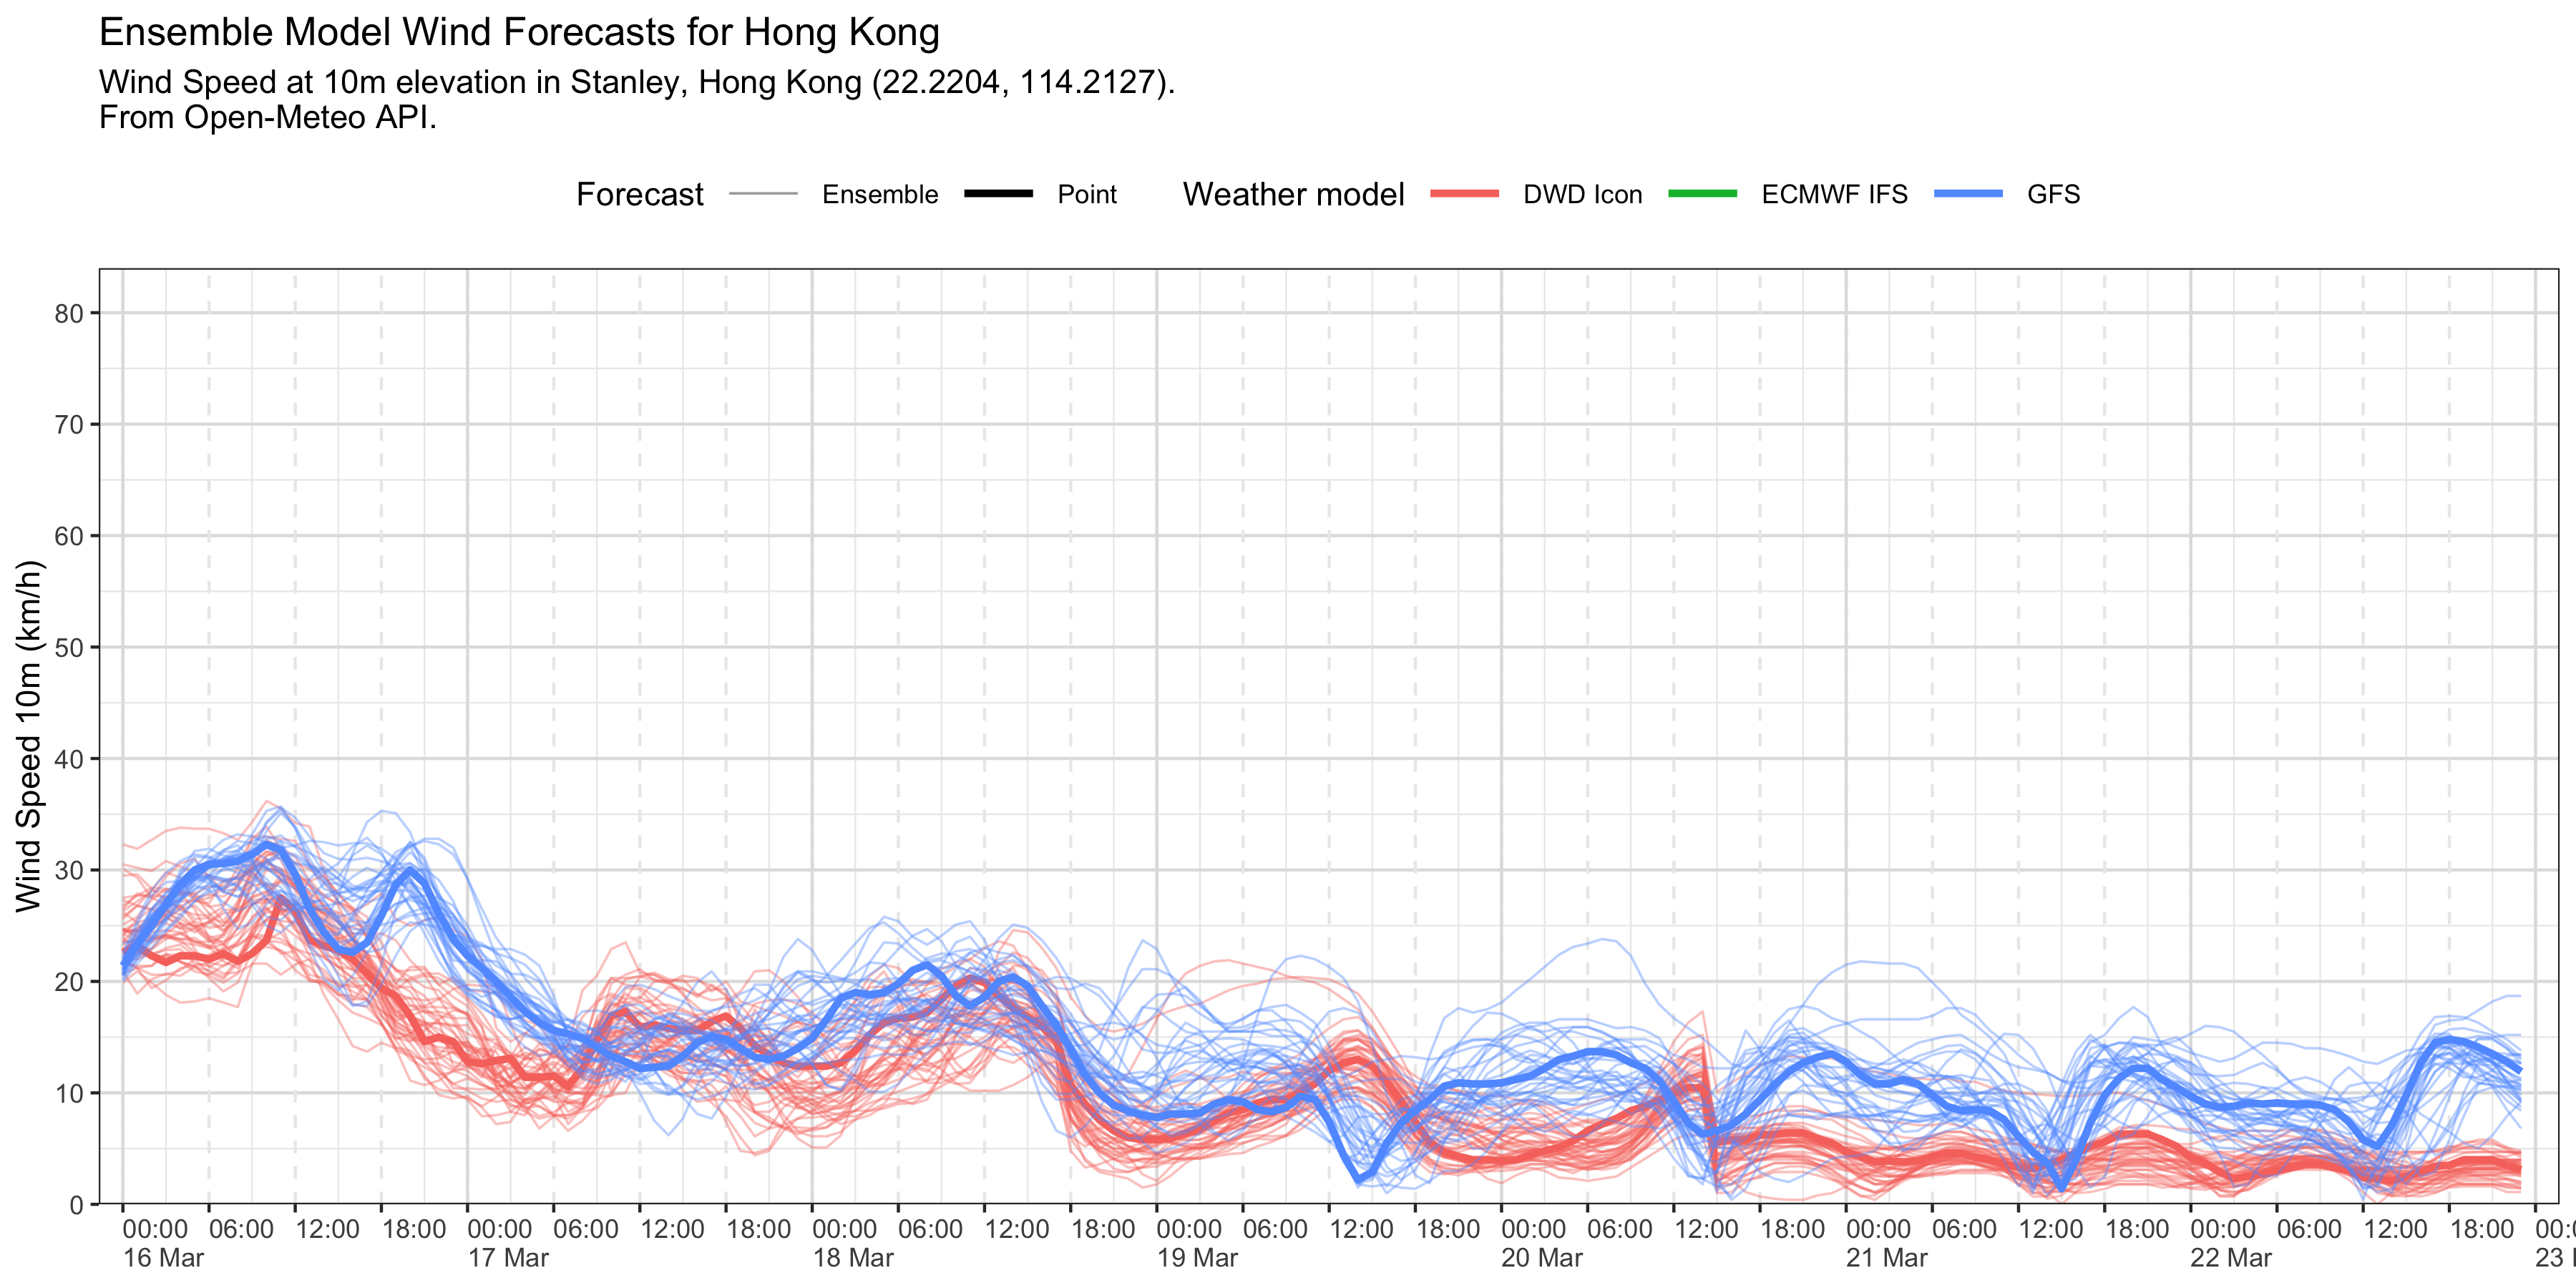 Ensemble Model Wind Forecasts for Hong Kong
Wind Speed at 10m elevation in Stanley, Hong Kong (22.2204, 114.2127).
From Open-Meteo API.
Forecast Ensemble Point Weather model DWD Icon ECMWF IFS GFS
Wind Speed 10m (km/h)
80
70
60
50
40
30
20
10
0
00:00 06:00 12:00 18:00 00:00 06:00 12:00 18:00 00:00 06:00 12:00 18:00 00:00 06:00 12:00 18:00 00:00 06:00 12:00 18:00 00:00 06:00 12:00 18:00 00:00 06:00 12:00 18:00
16 Mar 17 Mar 18 Mar 19 Mar 20 Mar 21 Mar 22 Mar 23